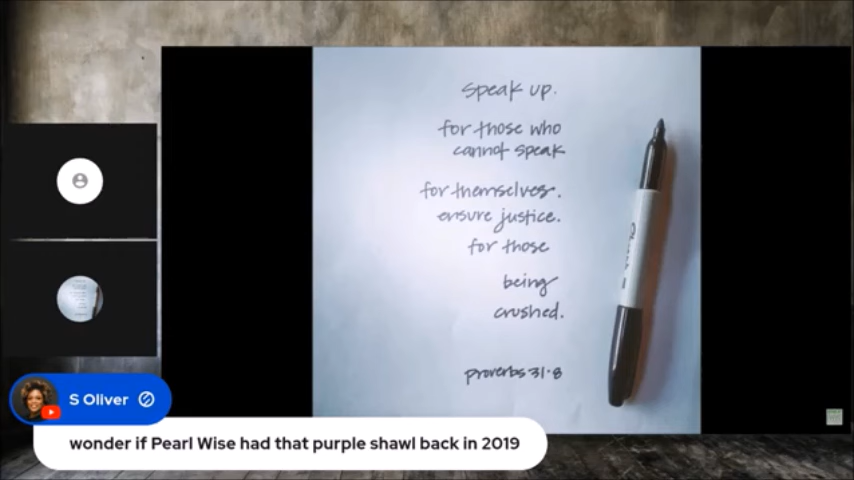 speak up.
for those who
cannot speak
for themselves.
ensure justice.
for those
being
crushed.
proverbs 31·8
S Oliver
wonder if Pearl Wise had that purple shawl back in 2019